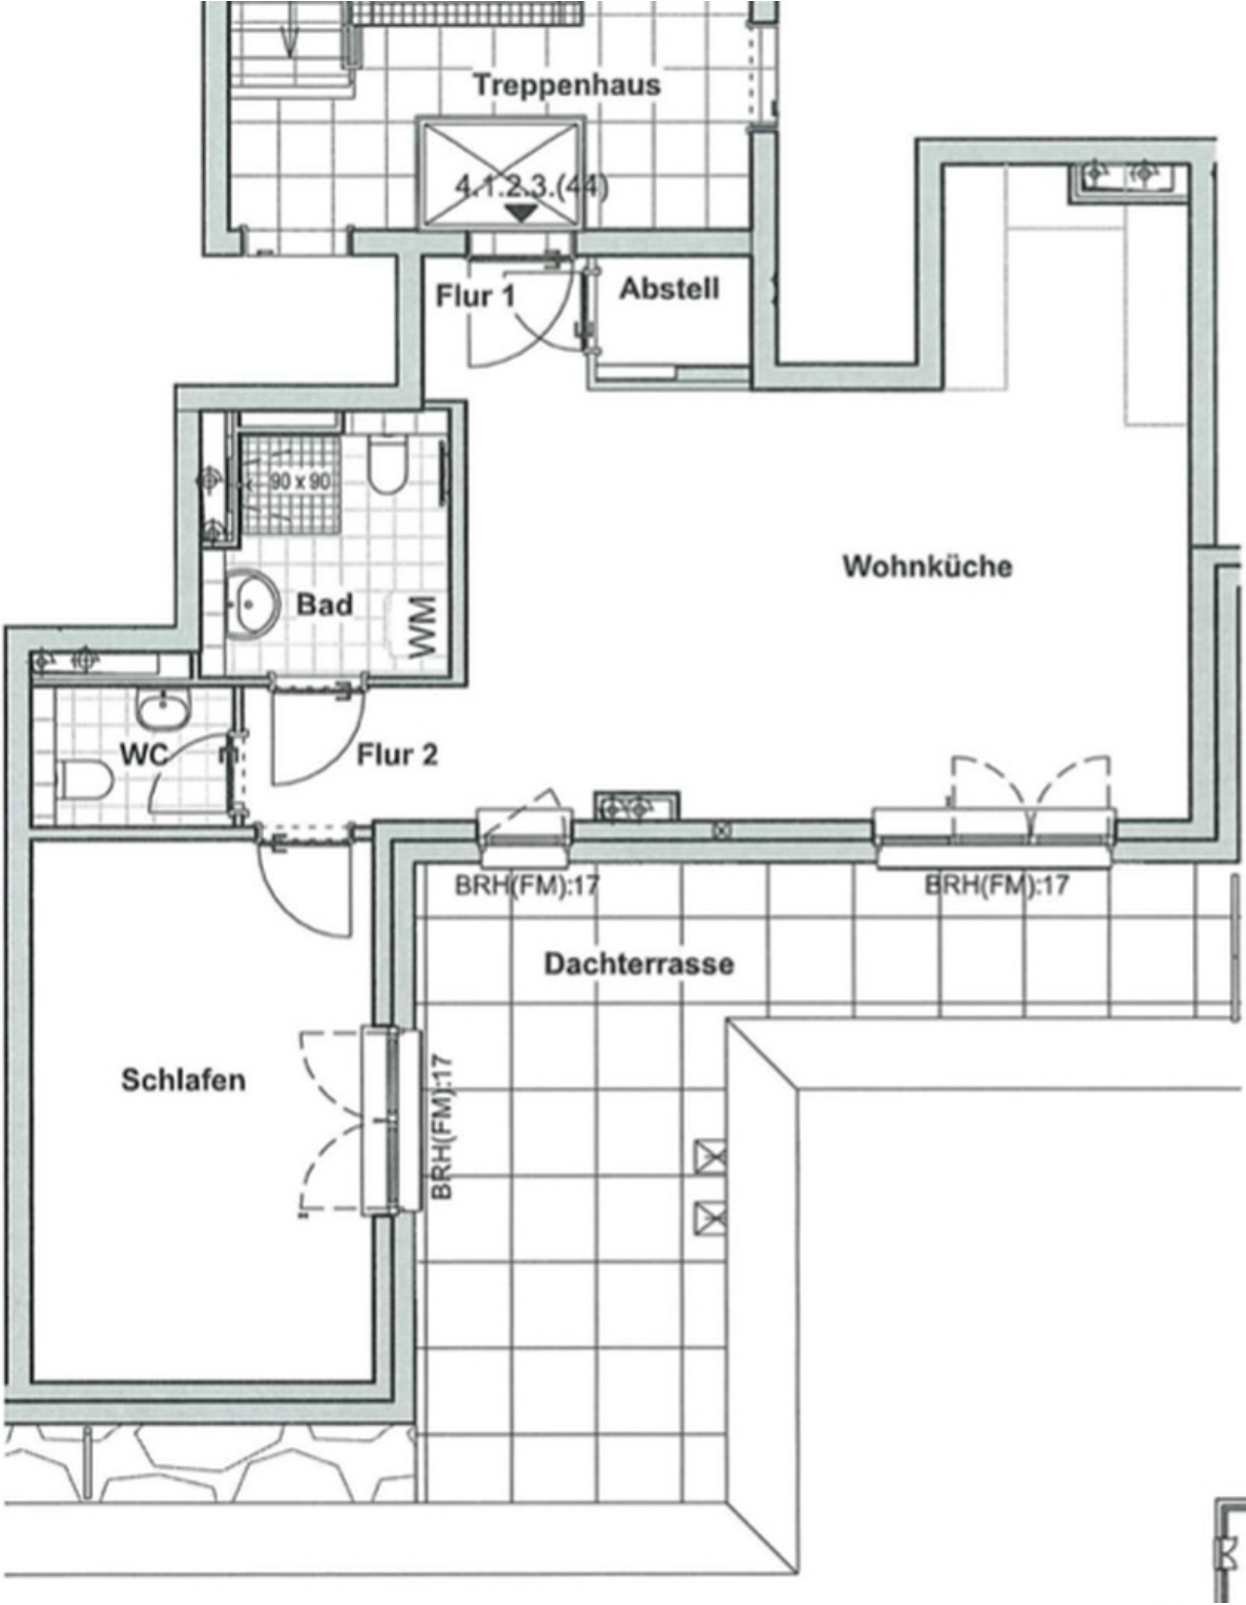 Treppenhaus
4.1.2.3.(44)
Flur 1
Abstell
90 x 90
Wohnküche
Bad
WM
WC
Flur 2
BRH(FM):17
BRH(FM):17
Dachterrasse
Schlafen
BRH(FM):17